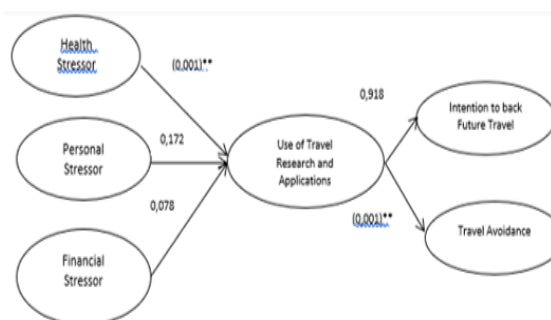 Health
Stressor
(0,001)**
0,918
Intention to back
Future Travel
Personal
Stressor
0,172
Use of Travel
Research and
Applications
0,078
(0,001)**
Travel Avoidance
Financial
Stressor